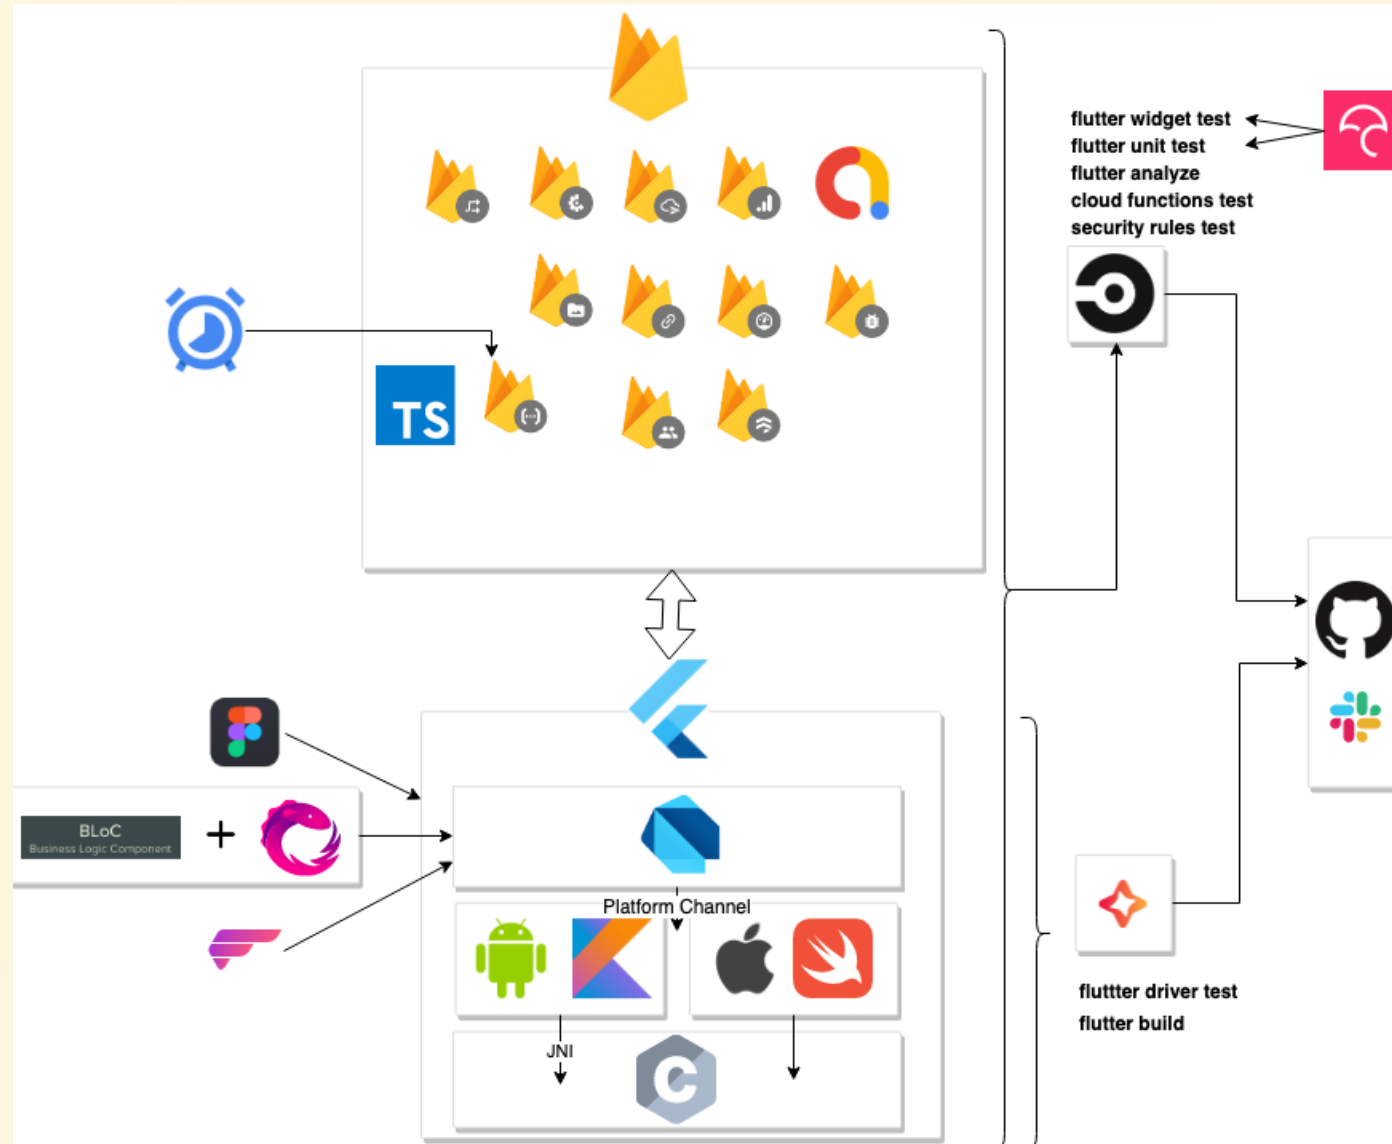 flutter widget test
flutter unit test
flutter analyze
cloud functions test
security rules test
TS
BLoC
Business Logic Component
+
Platform Channel
JNI
C
fluttter driver test
flutter build